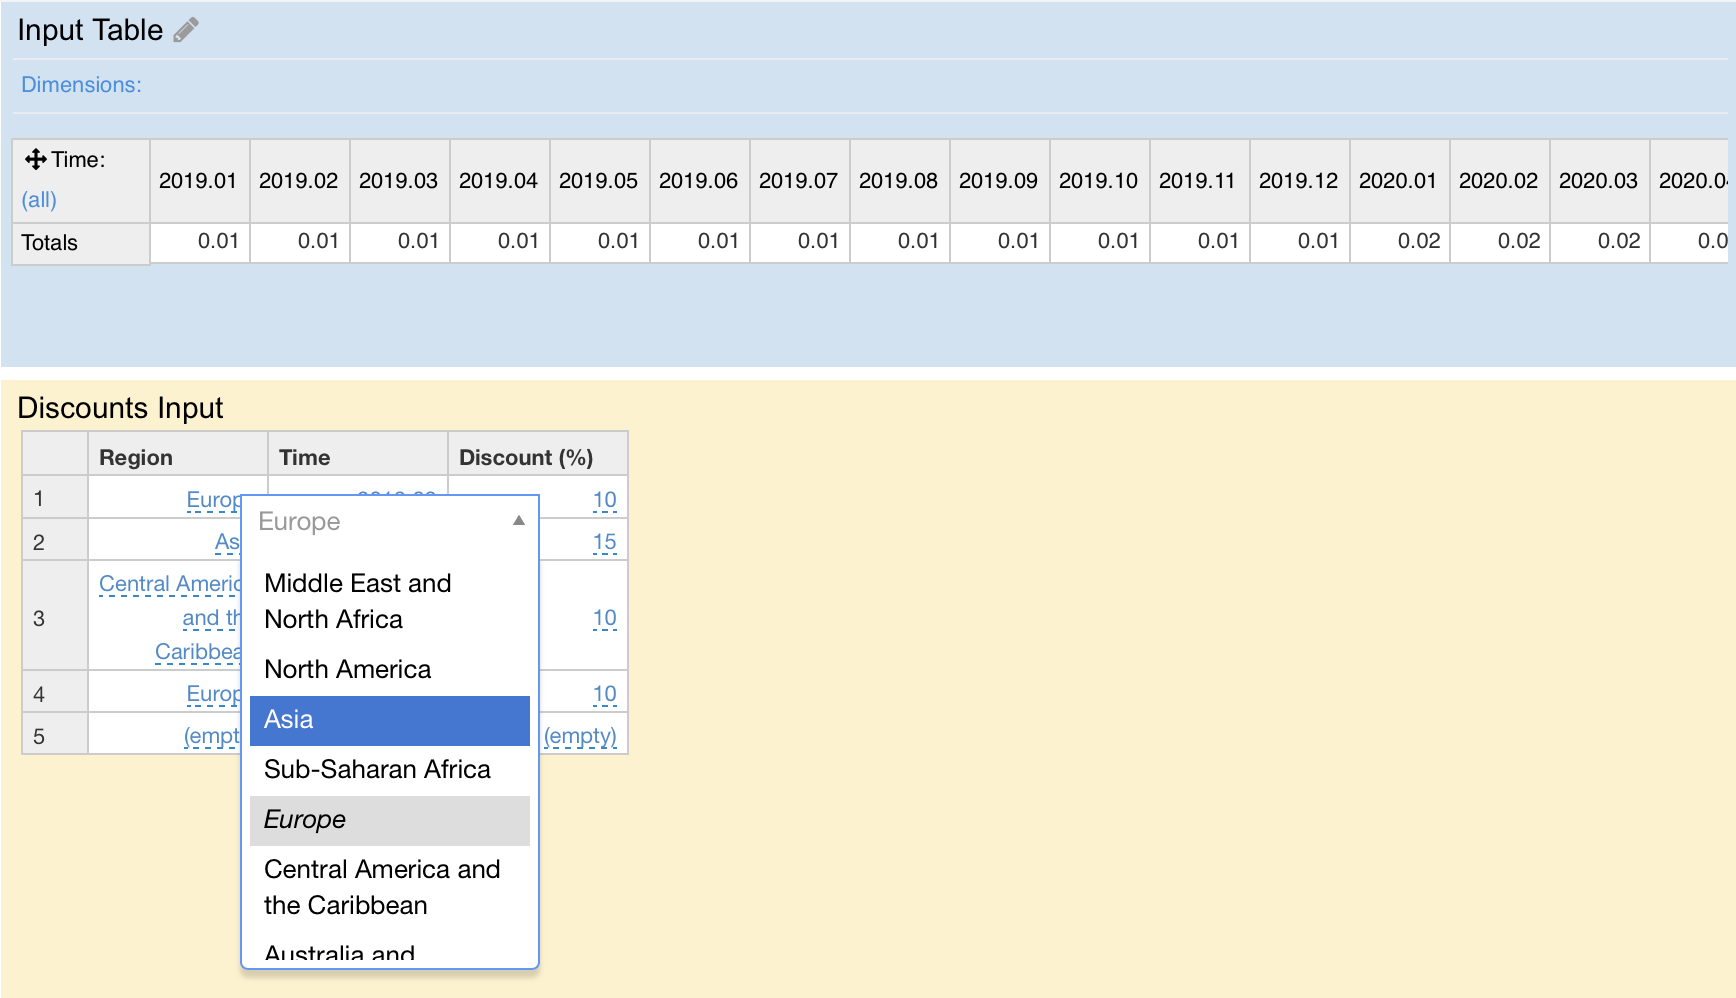 Input Table
Dimensions:
Time:
(all)
2019.01 2019.02 2019.03 2019.04 2019.05 2019.06 2019.07 2019.08 2019.09 2019.10 2019.11 2019.12 2020.01 2020.02 2020.03 2020.0
Totals 0.01 0.01 0.01 0.01 0.01 0.01 0.01 0.01 0.01 0.01 0.01 0.01 0.02 0.02 0.02 0.0
Discounts Input
Region Time Discount (%)
1 Europ 10
2 As 15
3 Central Americ
and th 10
Caribbea
4 Europ 10
5 (empt (empty)
Europe
Middle East and
North Africa
North America
Asia
Sub-Saharan Africa
Europe
Central America and
the Caribbean
Australia and